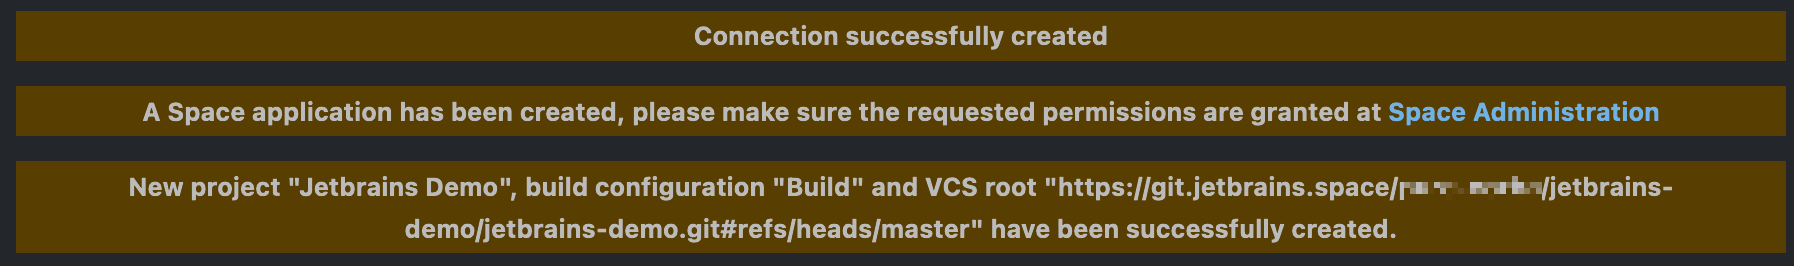 Connection successfully created
A Space application has been created, please make sure the requested permissions are granted at Space Administration
New project "Jetbrains Demo", build configuration "Build" and VCS root "https://git.jetbrains.space/ /jetbrains-
demo/jetbrains-demo.git#refs/heads/master" have been successfully created.